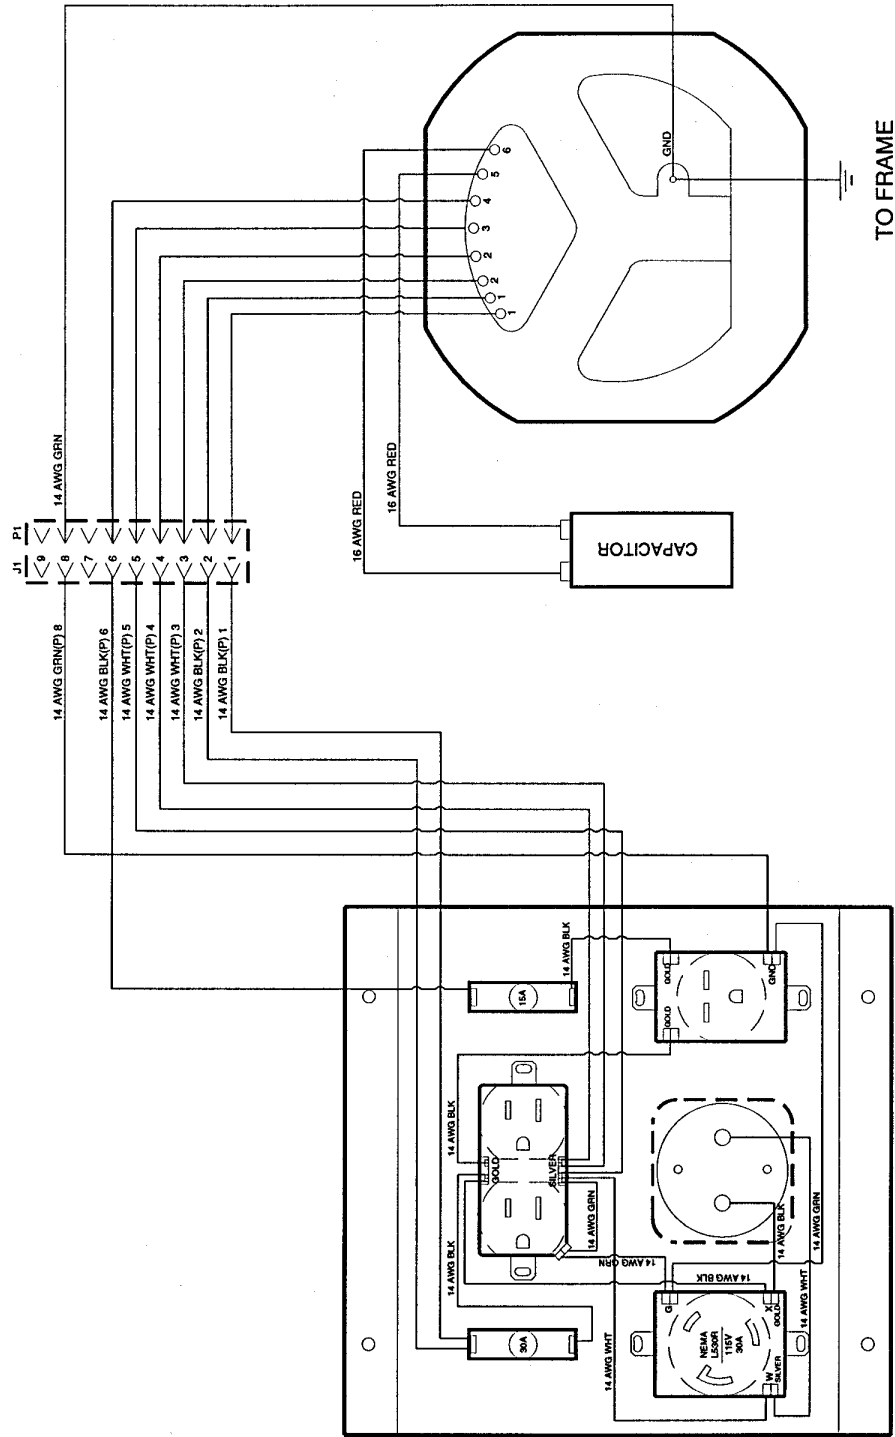 14 AWG GRN
P1
J1
9
8
7
6
5
4
3
2
1
14 AWG GRN(P) 8
14 AWG BLK(P) 6
14 AWG WHT(P) 5
14 AWG WHT(P) 4
14 AWG WHT(P) 3
14 AWG BLK(P) 2
14 AWG BLK(P) 1
6
5
4
3
2
2
1
1
GND
TO FRAME
16 AWG RED
16 AWG RED
CAPACITOR
15A
14 AWG BLK
GOLD
GOLD
GND
14 AWG BLK
GOLD
SILVER
14 AWG BLK
14 AWG GRN
14 AWG GRN
14 AWG BLK
14 AWG BLK
14 AWG GRN
14 AWG WHT
14 AWG WHT
30A
G
X
GOLD
W
SILVER
NEMA
L530R
115V
30A